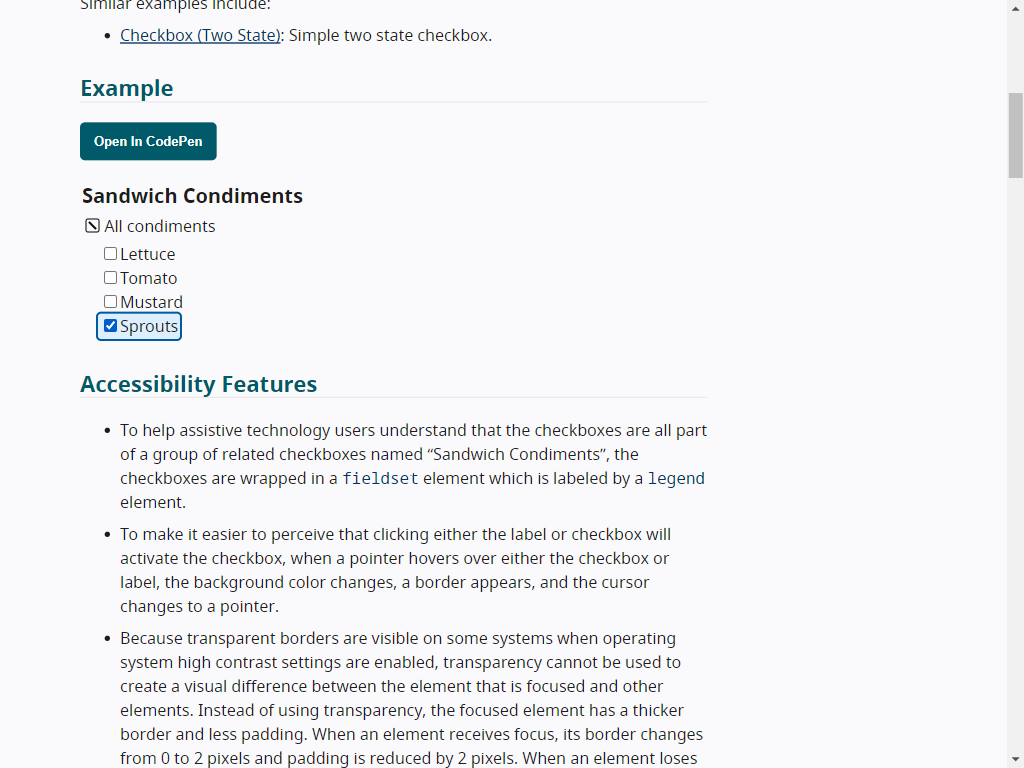 Similar examples include:
Checkbox (Two State): Simple two state checkbox.
Example
Open In CodePen
Sandwich Condiments
All condiments
Lettuce
Tomato
Mustard
Sprouts
Accessibility Features
To help assistive technology users understand that the checkboxes are all part
of a group of related checkboxes named “Sandwich Condiments”, the
checkboxes are wrapped in a fieldset element which is labeled by a legend
element.
To make it easier to perceive that clicking either the label or checkbox will
activate the checkbox, when a pointer hovers over either the checkbox or
label, the background color changes, a border appears, and the cursor
changes to a pointer.
Because transparent borders are visible on some systems when operating
system high contrast settings are enabled, transparency cannot be used to
create a visual difference between the element that is focused and other
elements. Instead of using transparency, the focused element has a thicker
border and less padding. When an element receives focus, its border changes
from 0 to 2 pixels and padding is reduced by 2 pixels. When an element loses